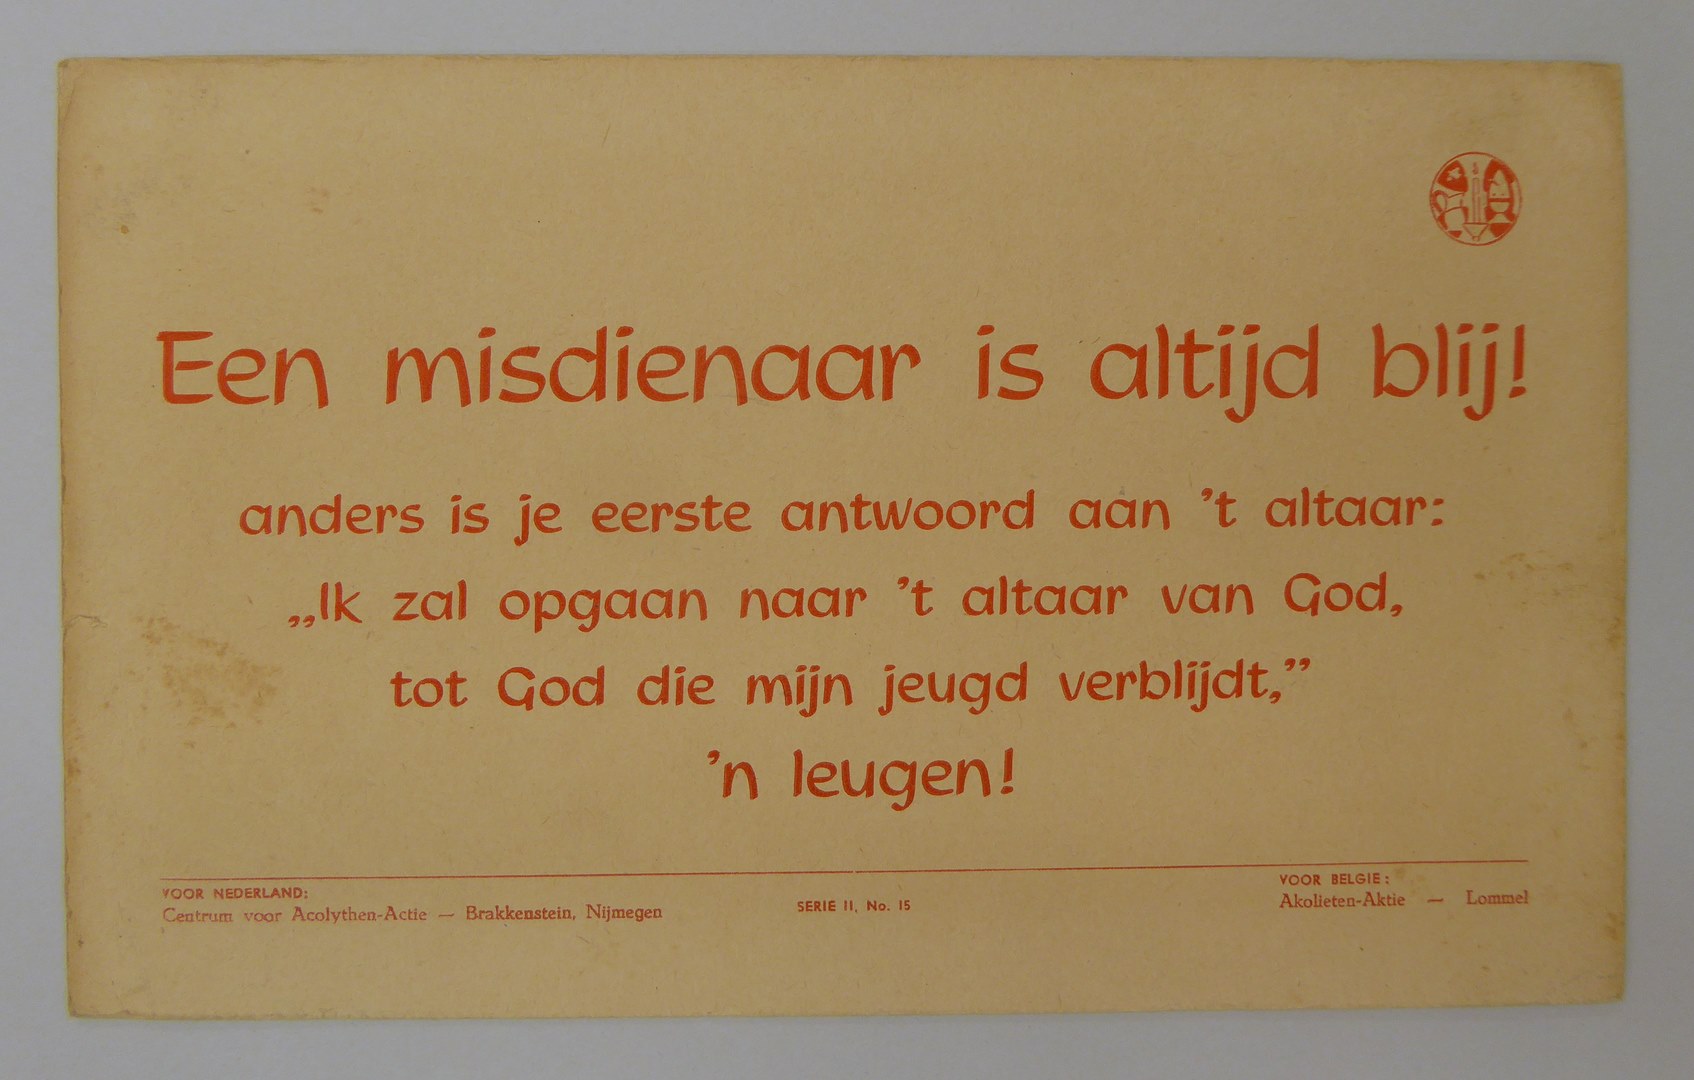 Een misdienaar is altijd blij!
anders is je eerste antwoord aan 't altaar:
„Ik zal opgaan naar 't altaar van God,
tot God die mijn jeugd verblijdt,”
'n leugen!
VOOR NEDERLAND:
Centrum voor Acolythen-Actie — Brakkenstein, Nijmegen
SERIE II, No. 15
VOOR BELGIE:
Akolieten-Aktie — Lommel